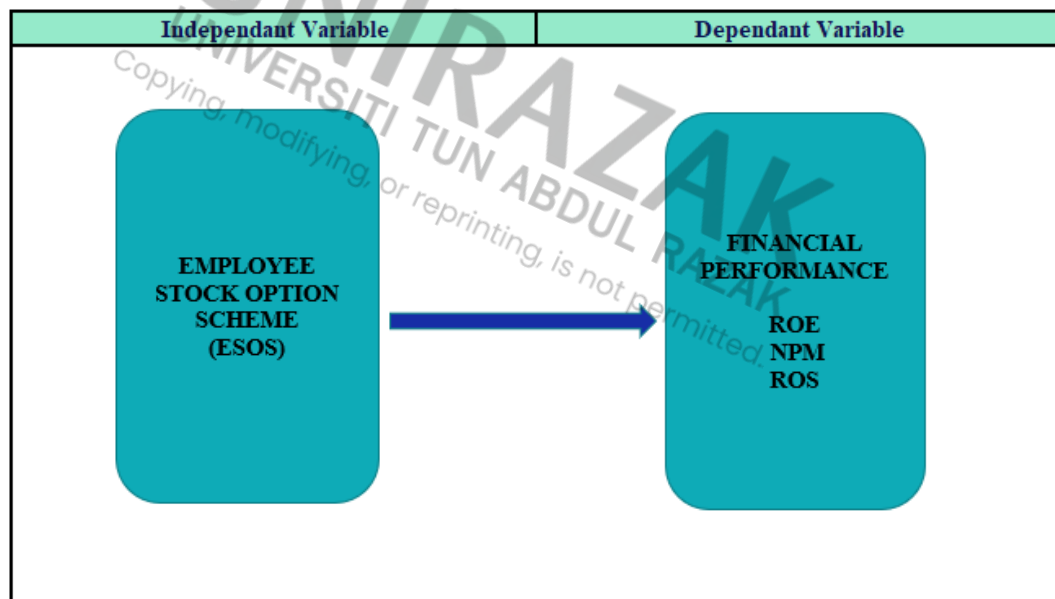 Independant Variable
Dependant Variable
UNIRAZAK
UNIVERSITI TUN ABDUL RAZAK
Copying, modifying, or reprinting, is not permitted.
EMPLOYEE
STOCK OPTION
SCHEME
(ESOS)
FINANCIAL
PERFORMANCE
ROE
NPM
ROS